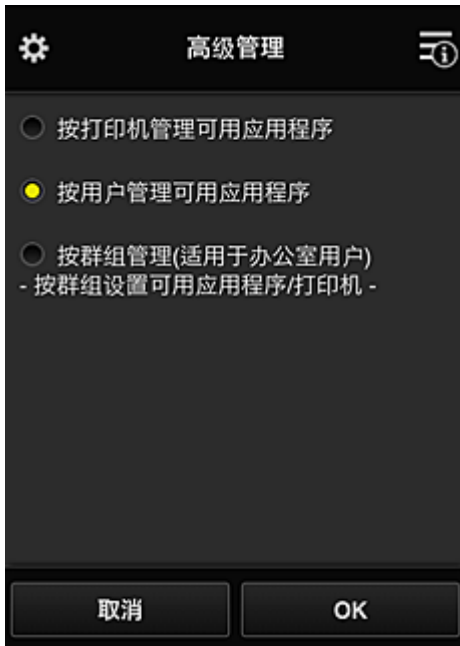 高级管理
按打印机管理可用应用程序
按用户管理可用应用程序
按群组管理(适用于办公室用户)
- 按群组设置可用应用程序/打印机 -
取消
OK